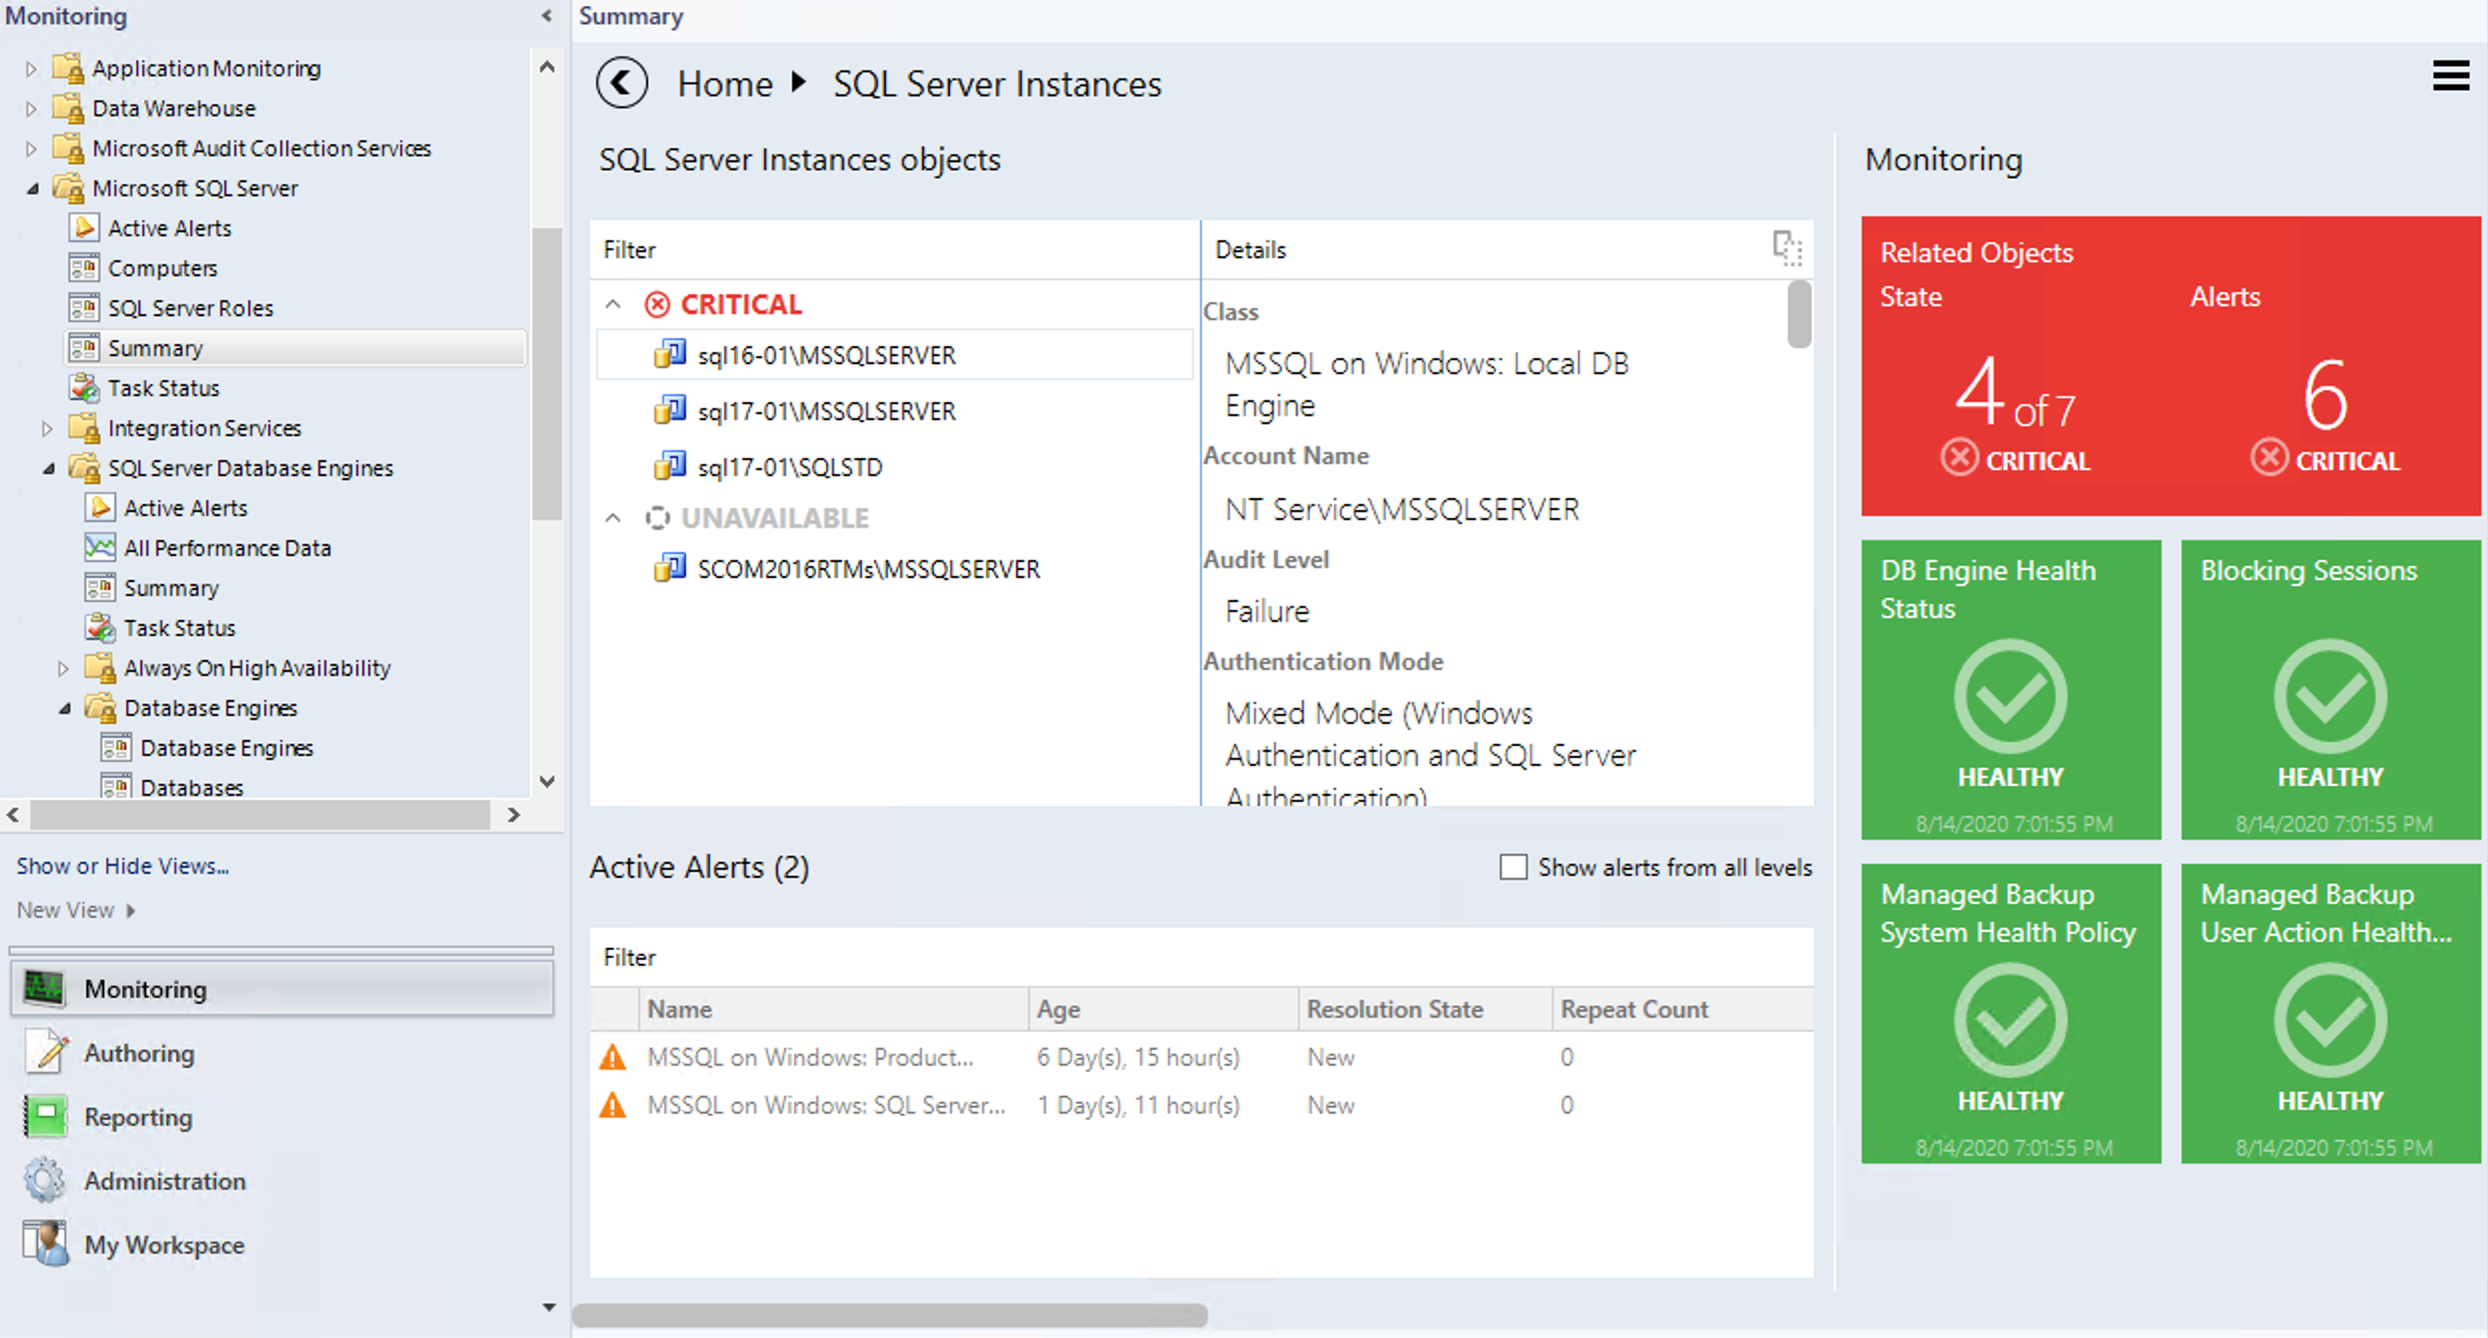 Monitoring
Application Monitoring
Data Warehouse
Microsoft Audit Collection Services
Microsoft SQL Server
Active Alerts
Computers
SQL Server Roles
Summary
Task Status
Integration Services
SQL Server Database Engines
Active Alerts
All Performance Data
Summary
Task Status
Always On High Availability
Database Engines
Database Engines
Databases
Show or Hide Views...
New View
Monitoring
Authoring
Reporting
Administration
My Workspace
Summary
Home SQL Server Instances
SQL Server Instances objects
Filter
CRITICAL
sql16-01\MSSQLSERVER
sql17-01\MSSQLSERVER
sql17-01\SQLSTD
UNAVAILABLE
SCOM2016RTMs\MSSQLSERVER
Details
Class
MSSQL on Windows: Local DB
Engine
Account Name
NT Service\MSSQLSERVER
Audit Level
Failure
Authentication Mode
Mixed Mode (Windows
Authentication and SQL Server
Authentication)
Active Alerts (2)
Show alerts from all levels
Filter
Name Age Resolution State Repeat Count
MSSQL on Windows: Product... 6 Day(s), 15 hour(s) New 0
MSSQL on Windows: SQL Server... 1 Day(s), 11 hour(s) New 0
Monitoring
Related Objects
State Alerts
4 of 7 6
CRITICAL CRITICAL
DB Engine Health
Status
HEALTHY
8/14/2020 7:01:55 PM
Blocking Sessions
HEALTHY
8/14/2020 7:01:55 PM
Managed Backup
System Health Policy
HEALTHY
8/14/2020 7:01:55 PM
Managed Backup
User Action Health...
HEALTHY
8/14/2020 7:01:55 PM